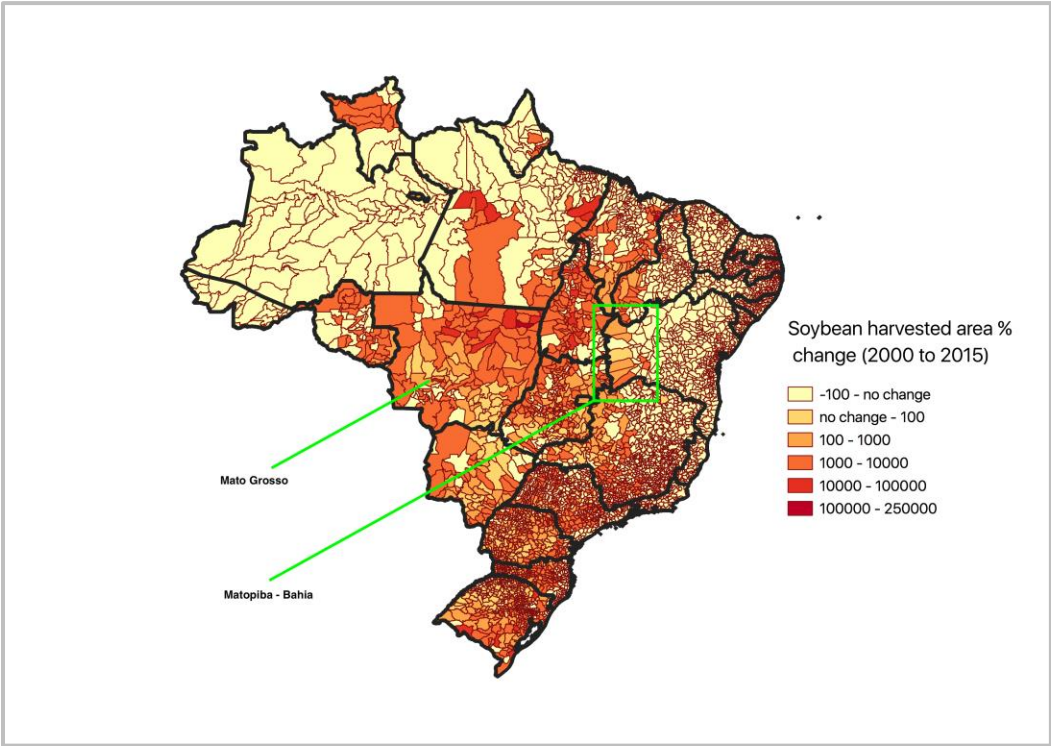 Soybean harvested area %
change (2000 to 2015)
-100 - no change
no change - 100
100 - 1000
1000 - 10000
10000 - 100000
100000 - 250000
Mato Grosso
Matopiba - Bahia